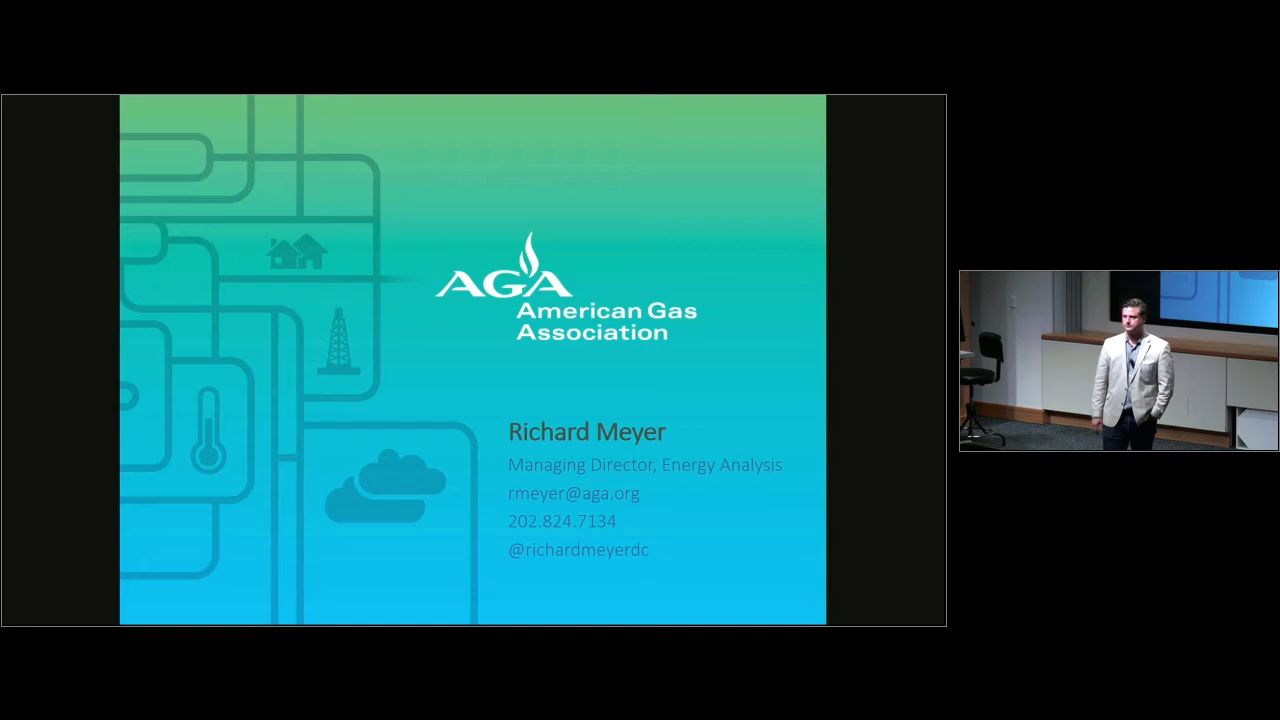 AGA
American Gas
Association
Richard Meyer
Managing Director, Energy Analysis
rmeyer@aga.org
202.824.7134
@richardmeyerdc